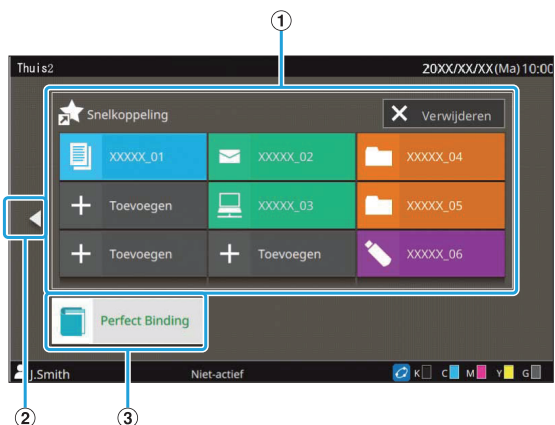 ①
Thuis2 20XX/XX/XX(Ma)10:00
Snelkoppeling Verwijderen
XXXXX_01 XXXXX_02 XXXXX_04
Toevoegen XXXXX_03 XXXXX_05
Toevoegen Toevoegen XXXXX_06
Perfect Binding
J.Smith Niet-actief K C M Y G
② ③